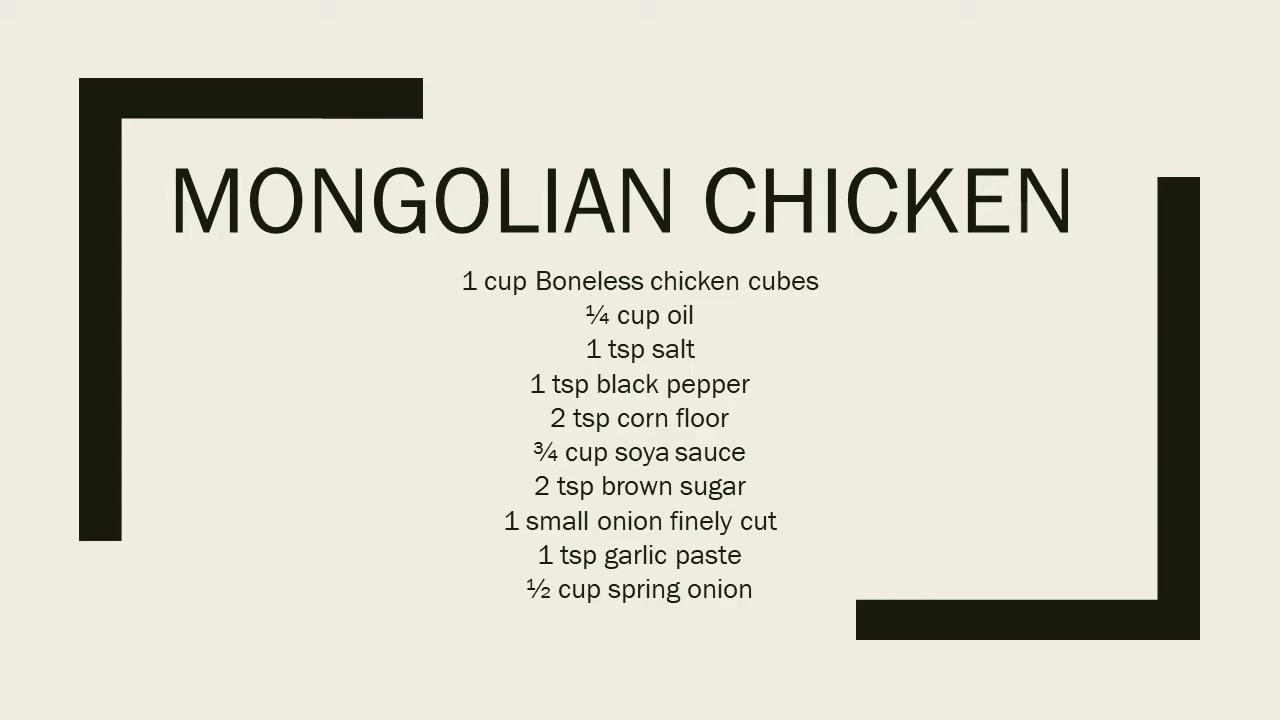 MONGOLIAN CHICKEN
1 cup Boneless chicken cubes
¼ cup oil
1 tsp salt
1 tsp black pepper
2 tsp corn floor
¾ cup soya sauce
2 tsp brown sugar
1 small onion finely cut
1 tsp garlic paste
½ cup spring onion